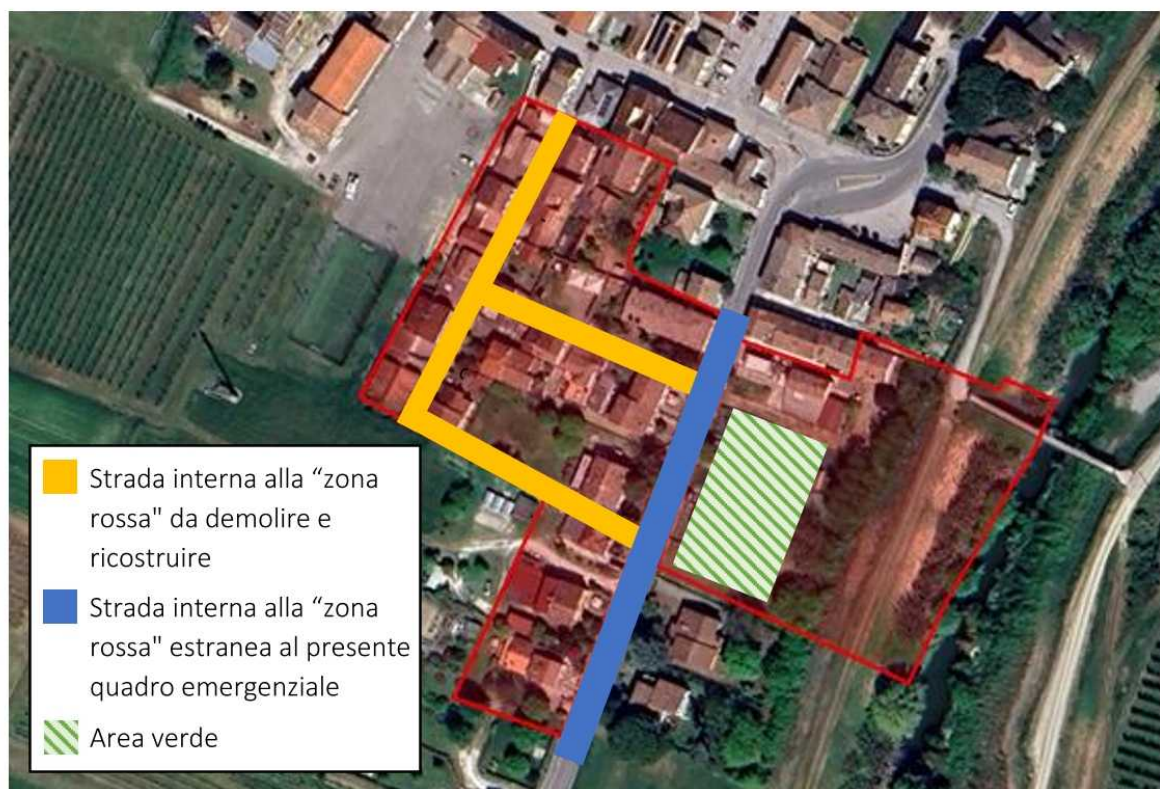 Strada interna alla “zona
rossa" da demolire e
ricostruire
Strada interna alla “zona
rossa" estranea al presente
quadro emergenziale
Area verde